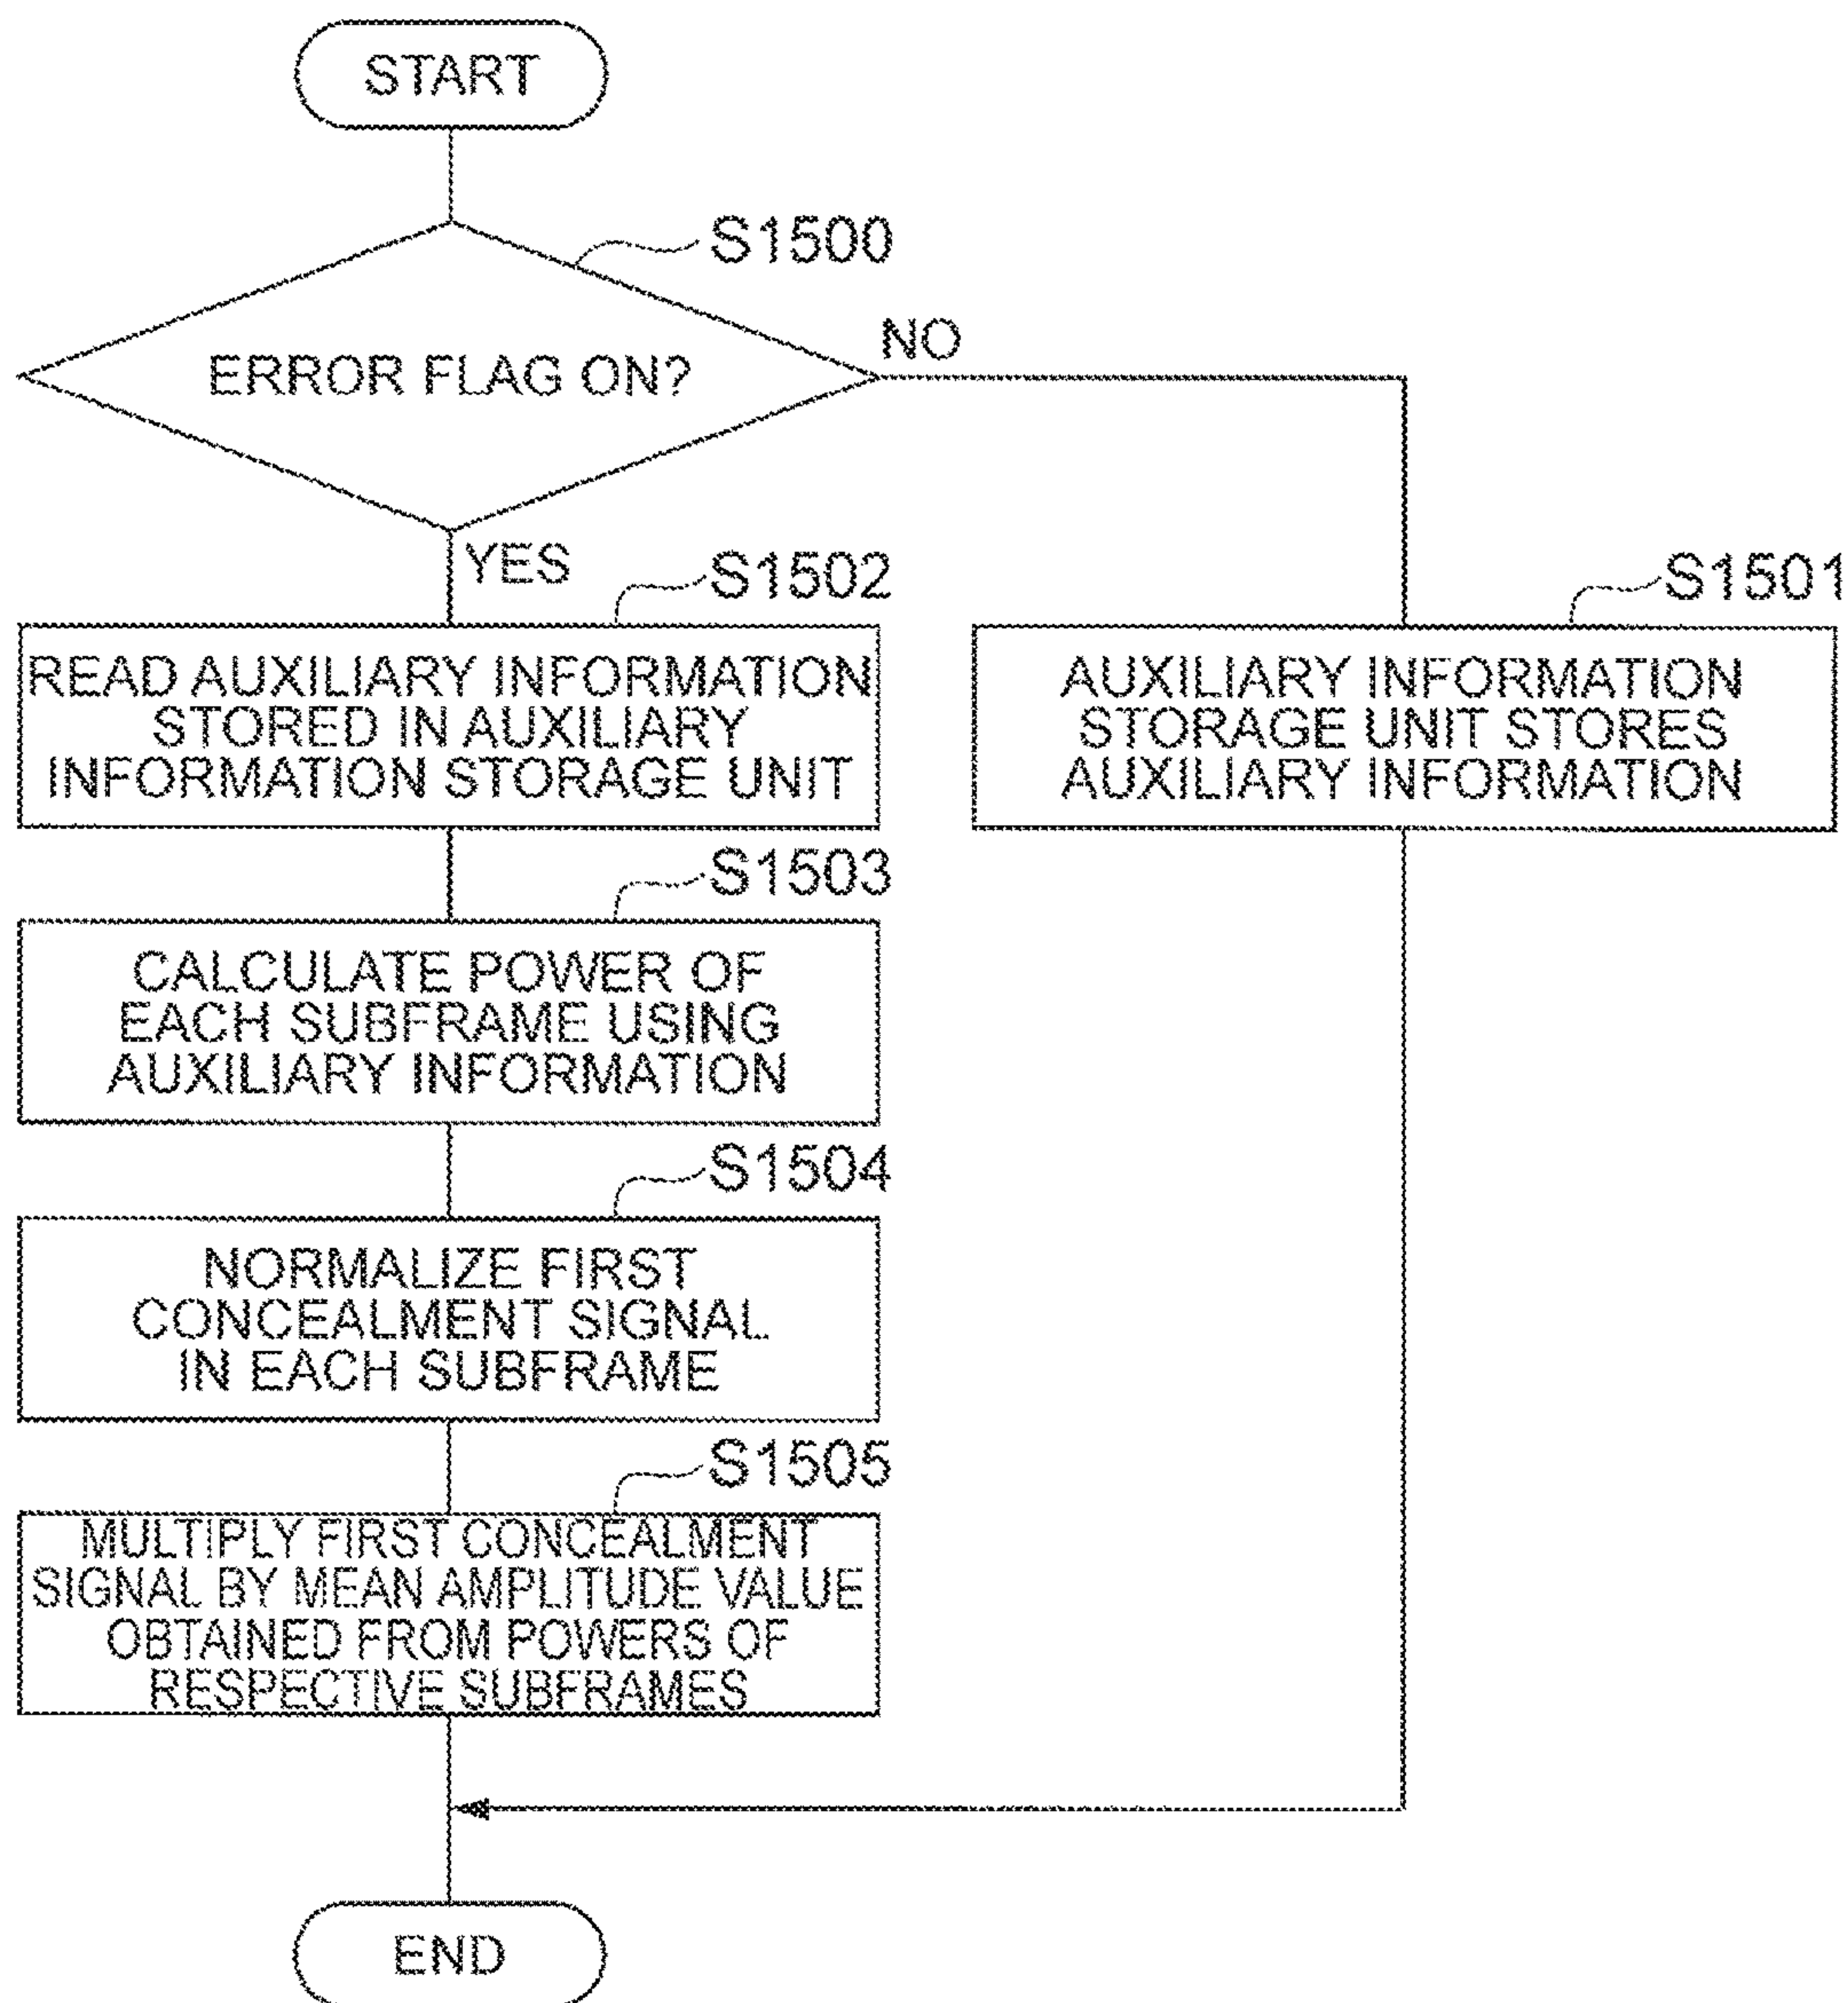 START
S1500
ERROR FLAG ON?
NO
YES
S1502
READ AUXILIARY INFORMATION
STORED IN AUXILIARY
INFORMATION STORAGE UNIT
S1501
AUXILIARY INFORMATION
STORAGE UNIT STORES
AUXILIARY INFORMATION
S1503
CALCULATE POWER OF
EACH SUBFRAME USING
AUXILIARY INFORMATION
S1504
NORMALIZE FIRST
CONCEALMENT SIGNAL
IN EACH SUBFRAME
S1505
MULTIPLY FIRST CONCEALMENT
SIGNAL BY MEAN AMPLITUDE VALUE
OBTAINED FROM POWERS OF
RESPECTIVE SUBFRAMES
END